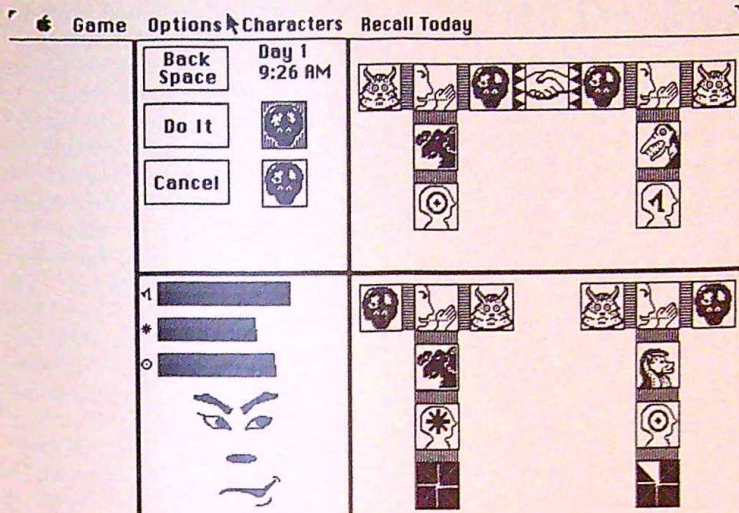 Game Options Characters Recall Today
Back
Space
Day 1
9:26 AM
Do It
Cancel